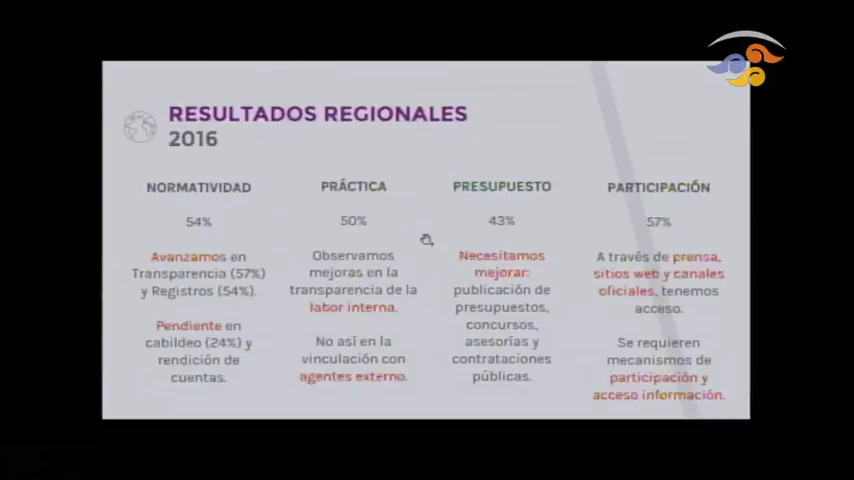 RESULTADOS REGIONALES
2016
NORMATIVIDAD
54%
Avanzamos en
Transparencia (57%)
y Registros (54%).
Pendiente en
cabildeo (24%) y
rendición de
cuentas.
PRÁCTICA
50%
Observamos
mejoras en la
transparencia de la
labor interna.
No así en la
vinculación con
agentes externo.
PRESUPUESTO
43%
Necesitamos
mejorar:
publicación de
presupuestos,
concursos,
asesorías y
contrataciones
públicas.
PARTICIPACIÓN
57%
A través de prensa,
sitios web y canales
oficiales, tenemos
acceso.
Se requieren
mecanismos de
participación y
acceso información.